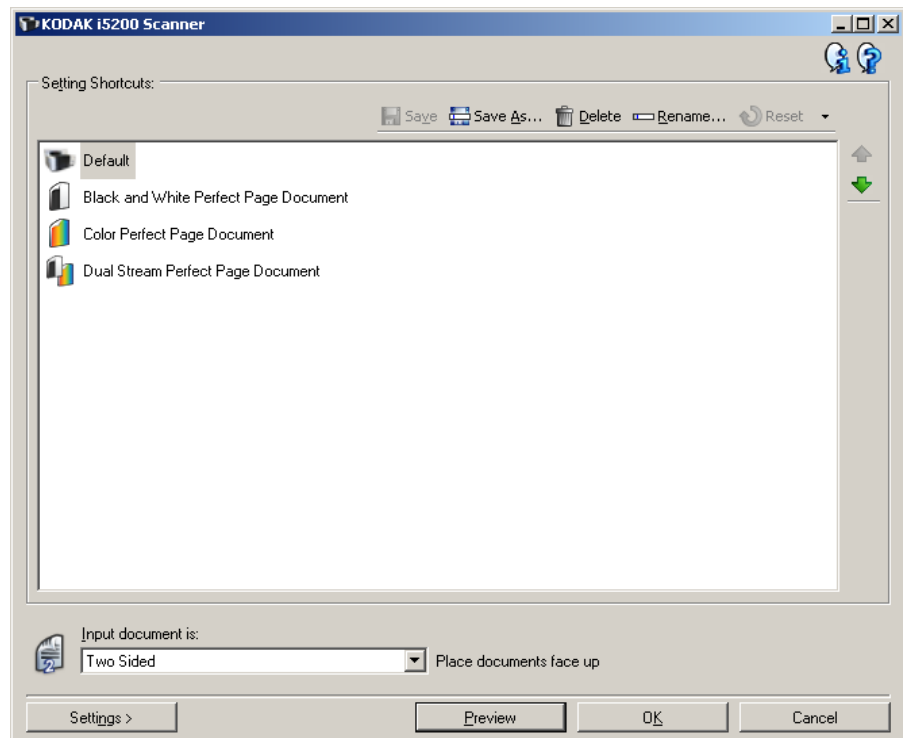 KODAK i5200 Scanner
Setting Shortcuts:
Save Save As... Delete Rename... Reset
Default
Black and White Perfect Page Document
Color Perfect Page Document
Dual Stream Perfect Page Document
Input document is:
2 Two Sided Place documents face up
Settings > Preview OK Cancel